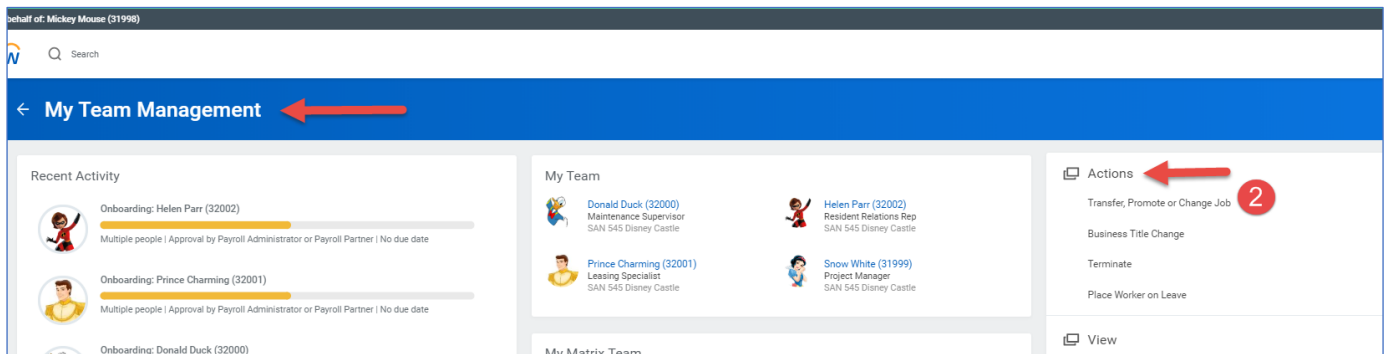 behalf of: Mickey Mouse (31998)
Search
My Team Management
Recent Activity
Onboarding: Helen Parr (32002)
Multiple people | Approval by Payroll Administrator or Payroll Partner | No due date
Onboarding: Prince Charming (32001)
Multiple people | Approval by Payroll Administrator or Payroll Partner | No due date
Onboarding: Donald Duck (32000)
My Team
Donald Duck (32000)
Maintenance Supervisor
SAN 545 Disney Castle
Helen Parr (32002)
Resident Relations Rep
SAN 545 Disney Castle
Prince Charming (32001)
Leasing Specialist
SAN 545 Disney Castle
Snow White (31999)
Project Manager
SAN 545 Disney Castle
My Matrix Team
Actions
2
Transfer, Promote or Change Job
Business Title Change
Terminate
Place Worker on Leave
View